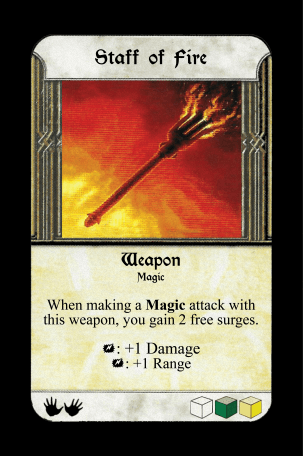 Staff of Fire
Weapon
Magic
When making a Magic attack with
this weapon, you gain 2 free surges.
: +1 Damage
: +1 Range